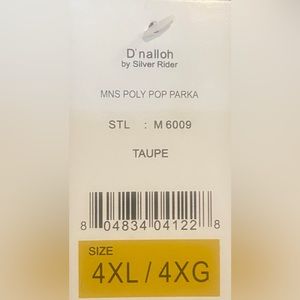 D'nalloh
by Silver Rider
MNS POLY POP PARKA
STL : M 6009
TAUPE
8 04834 04122 8
SIZE
4XL / 4XG